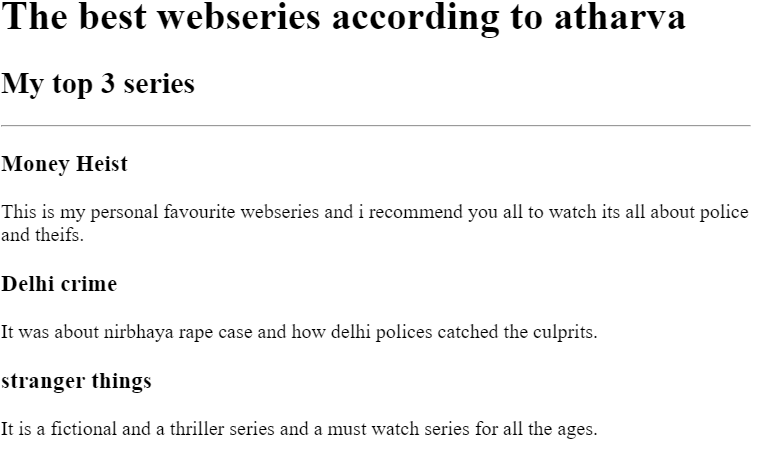 The best webseries according to atharva
My top 3 series
Money Heist
This is my personal favourite webseries and i recommend you all to watch its all about police
and theifs.
Delhi crime
It was about nirbhaya rape case and how delhi polices catched the culprits.
stranger things
It is a fictional and a thriller series and a must watch series for all the ages.